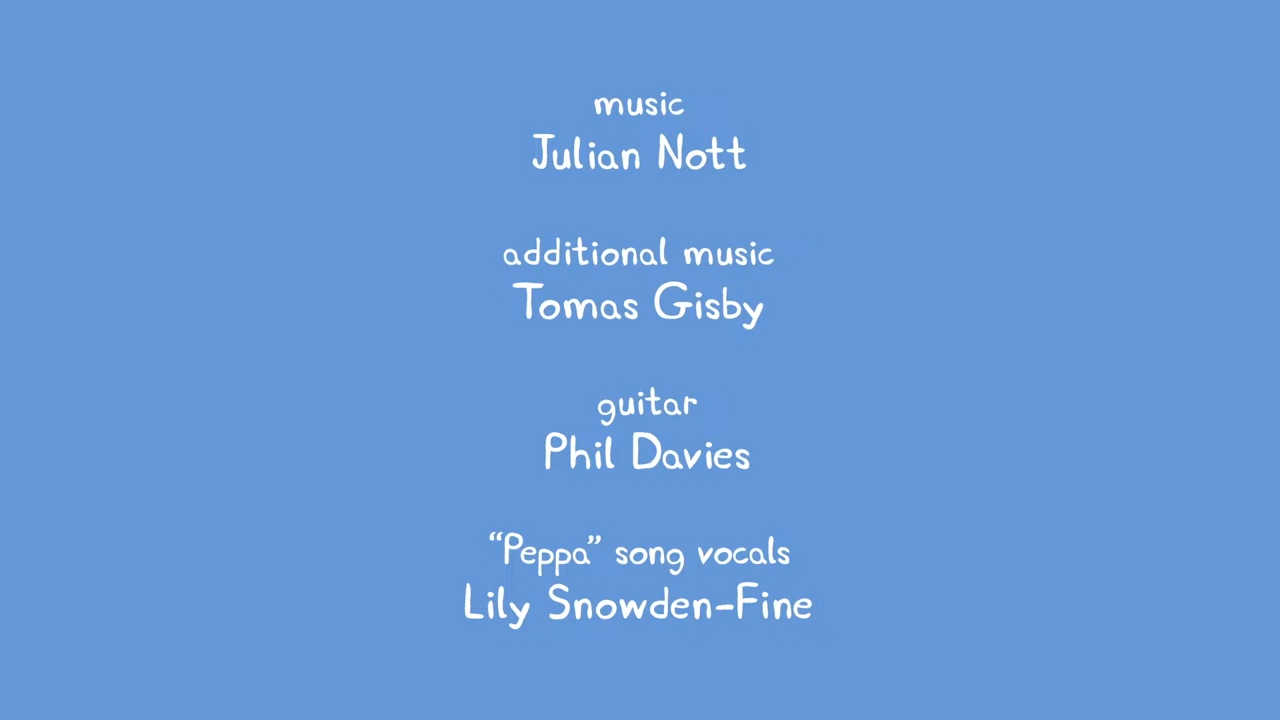 music
Julian Nott
additional music
Tomas Gisby
guitar
Phil Davies
“Peppa” song vocals
Lily Snowden-Fine